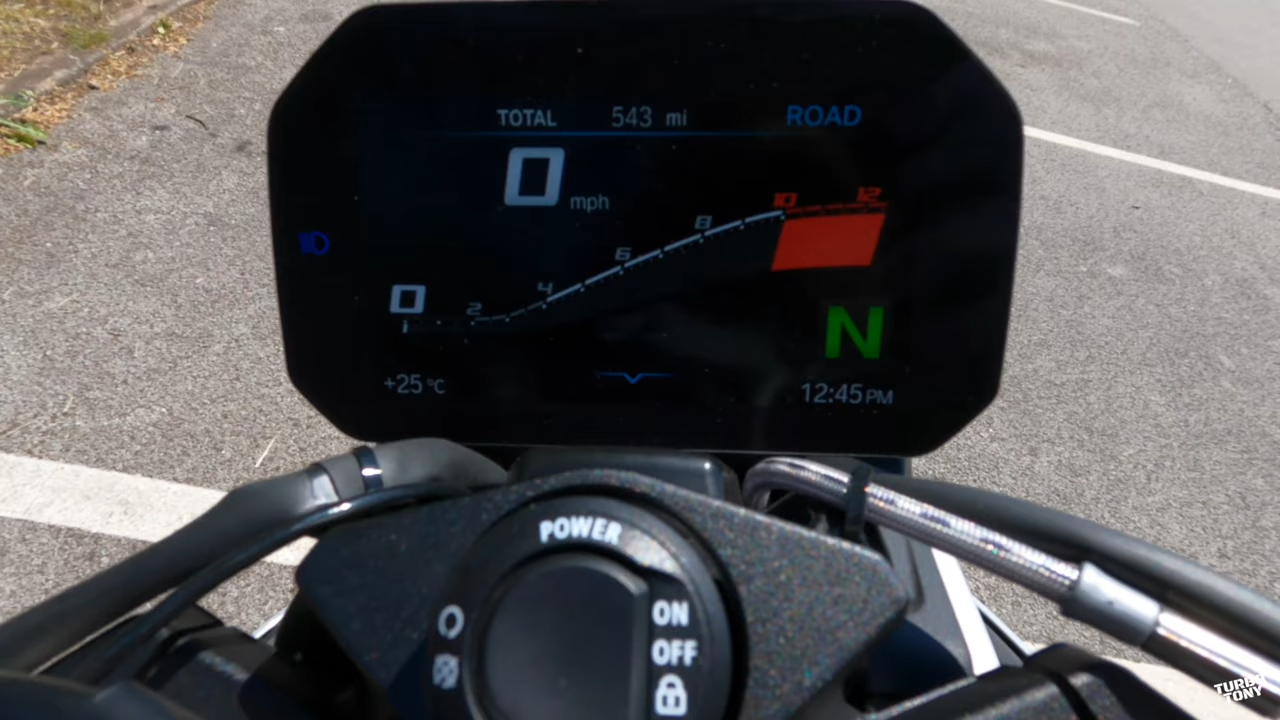 TOTAL 543 mi ROAD
0 mph
10 12
8
6
4
0 2
N
+25 °C 12:45 PM
POWER
ON
OFF
TURBO
TONY